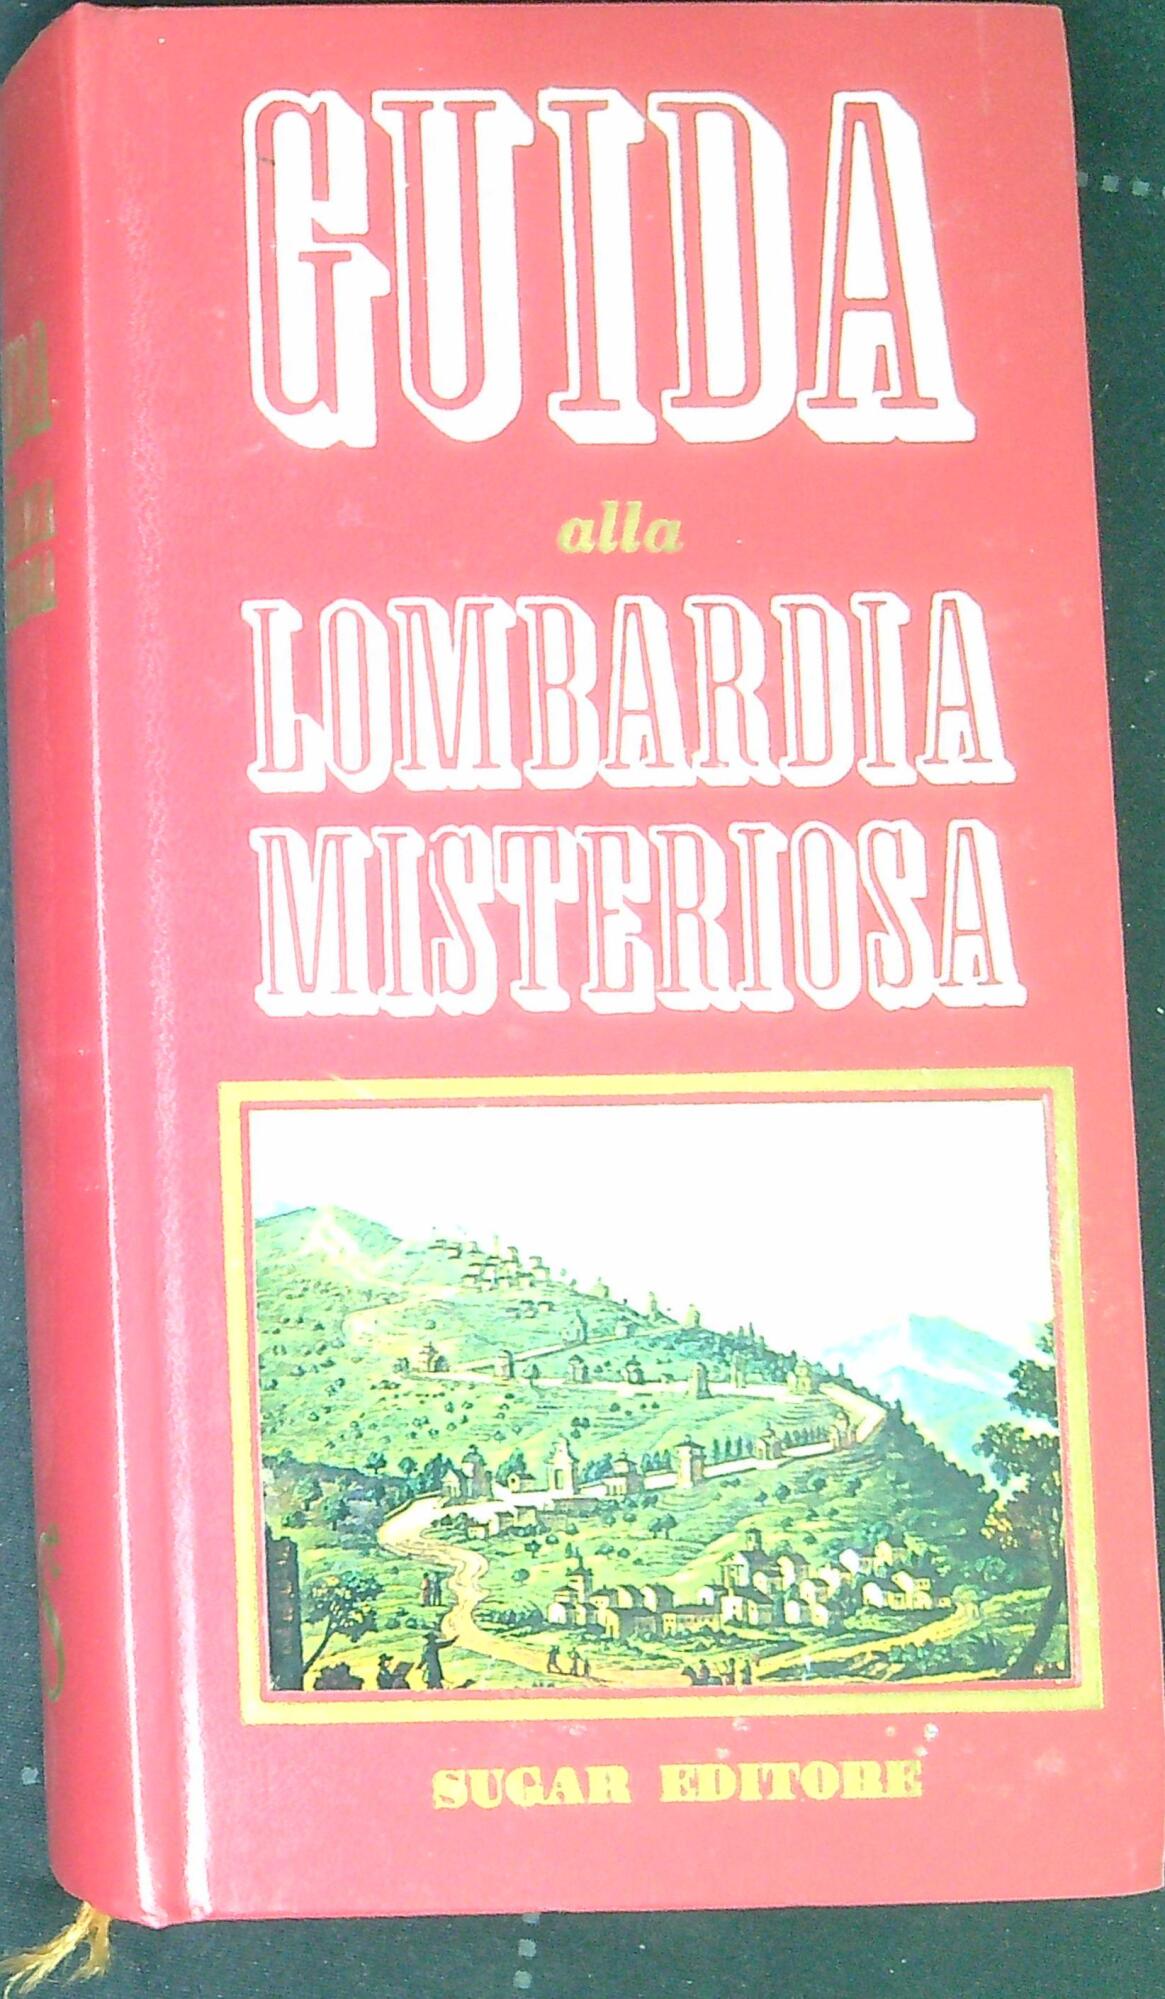 GUIDA
alla
LOMBARDIA
MISTERIOSA
SUGAR EDITORE